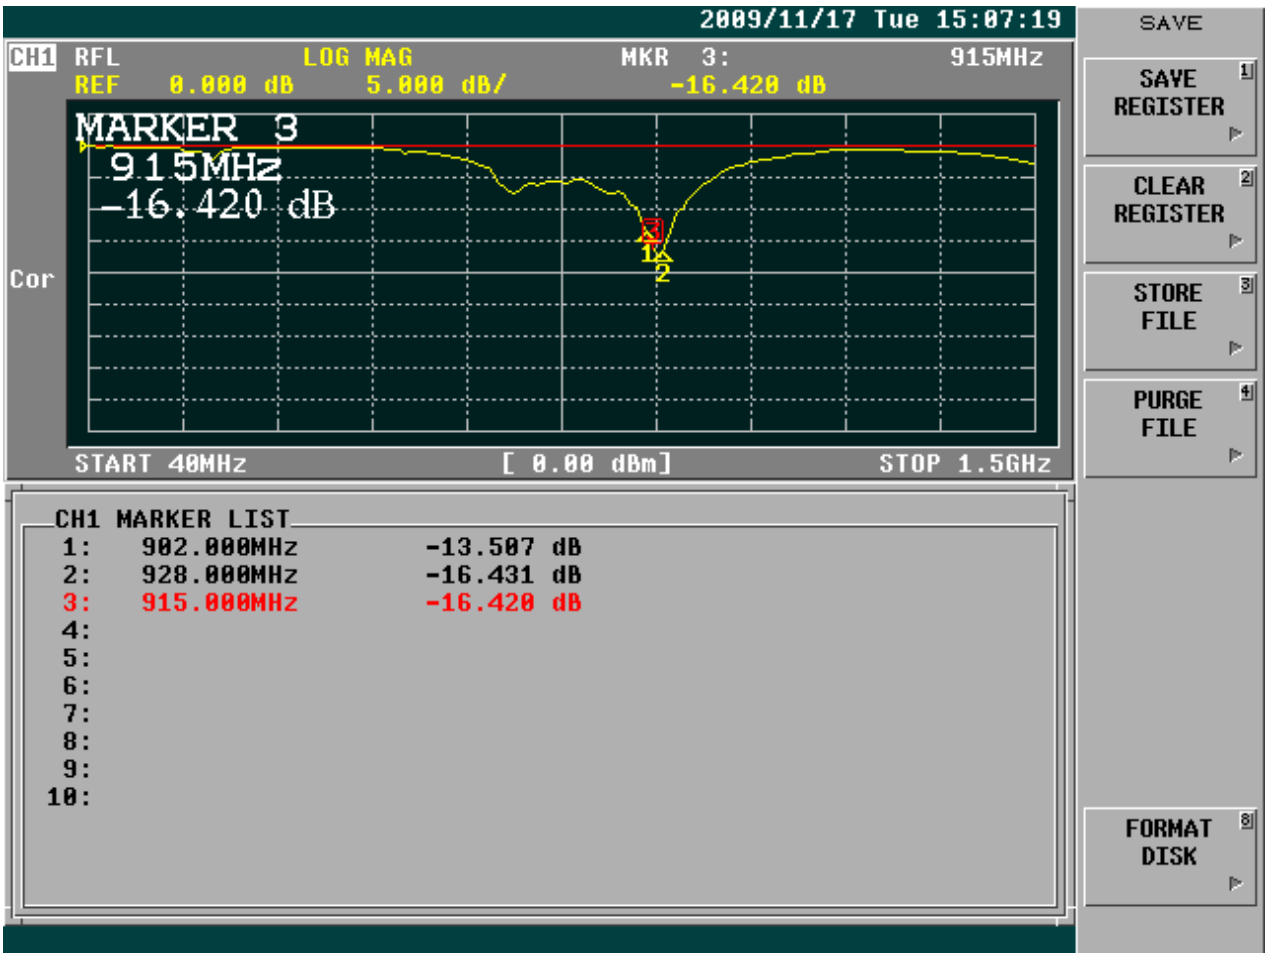 2009/11/17 Tue 15:07:19
CH1 RFL LOG MAG MKR 3: 915MHz
REF 0.000 dB 5.000 dB/ -16.420 dB
MARKER 3
915MHz
-16.420 dB
3
1
2
Cor
START 40MHz [ 0.00 dBm] STOP 1.5GHz
CH1 MARKER LIST
1: 902.000MHz -13.507 dB
2: 928.000MHz -16.431 dB
3: 915.000MHz -16.420 dB
4:
5:
6:
7:
8:
9:
10:
SAVE
1
SAVE
REGISTER
2
CLEAR
REGISTER
3
STORE
FILE
4
PURGE
FILE
8
FORMAT
DISK